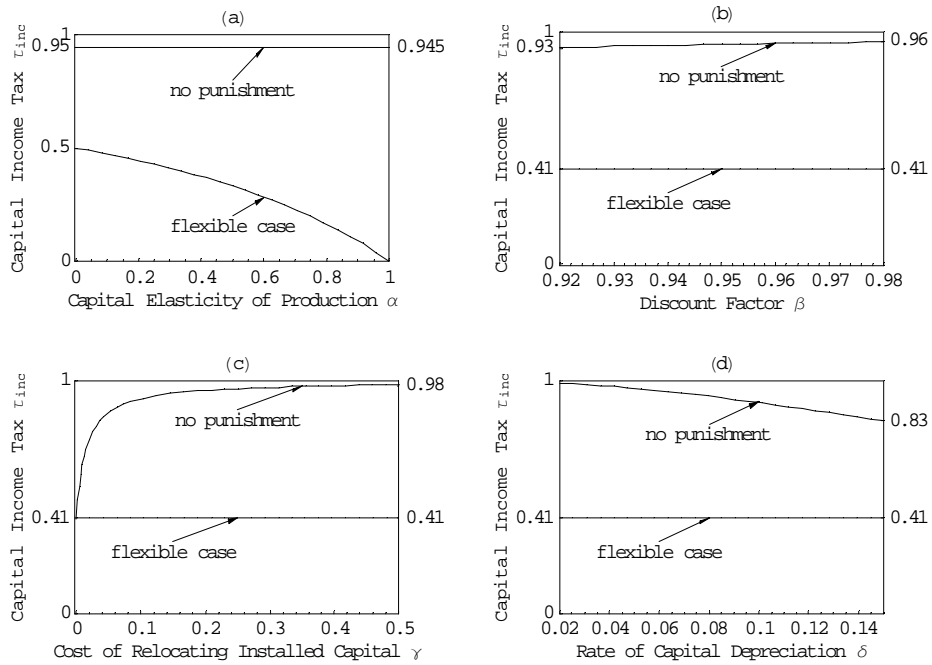 (a)
Capital Income Tax τinc
1
0.95
0.945
no punishment
0.5
flexible case
0
0 0.2 0.4 0.6 0.8 1
Capital Elasticity of Production α
(b)
Capital Income Tax τinc
1
0.93
0.96
no punishment
0.41
0.41
flexible case
0
0.92 0.93 0.94 0.95 0.96 0.97 0.98
Discount Factor β
(c)
Capital Income Tax τinc
1
0.98
no punishment
0.41
0.41
flexible case
0
0 0.1 0.2 0.3 0.4 0.5
Cost of Relocating Installed Capital γ
(d)
Capital Income Tax τinc
1
no punishment
0.83
0.41
0.41
flexible case
0
0.02 0.04 0.06 0.08 0.1 0.12 0.14
Rate of Capital Depreciation δ